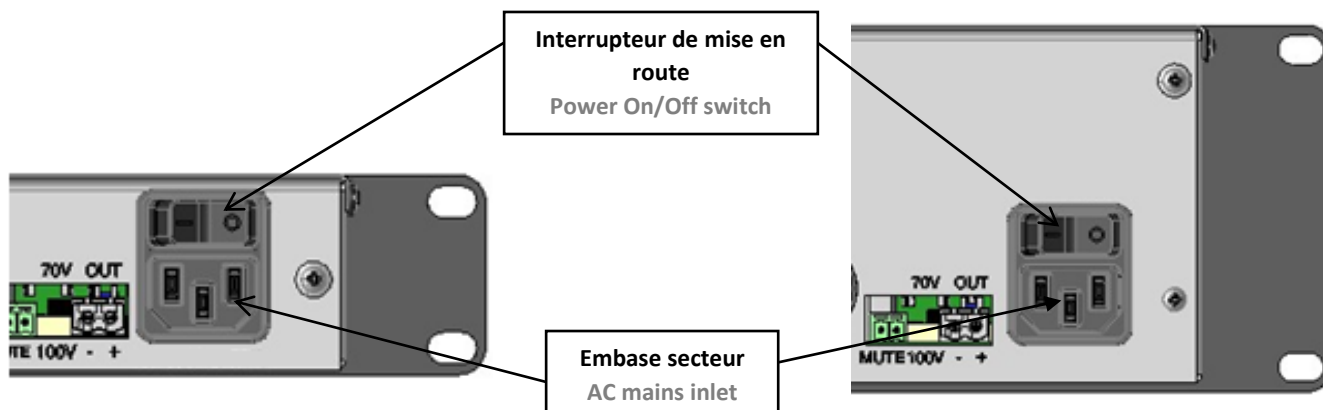 Interrupteur de mise en
route
Power On/Off switch
70V OUT
100V - +
70V OUT
MUTE 100V - +
Embase secteur
AC mains inlet